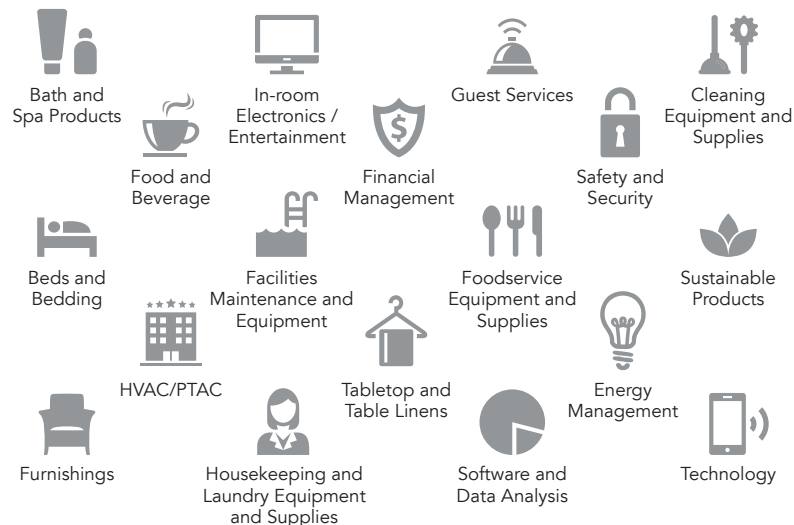 Bath and
Spa Products
In-room
Electronics /
Entertainment
Guest Services
Cleaning
Equipment and
Supplies
Food and
Beverage
$
Financial
Management
Safety and
Security
Beds and
Bedding
Facilities
Maintenance and
Equipment
Foodservice
Equipment and
Supplies
Sustainable
Products
HVAC/PTAC
Tabletop and
Table Linens
Energy
Management
Furnishings
Housekeeping and
Laundry Equipment
and Supplies
Software and
Data Analysis
Technology